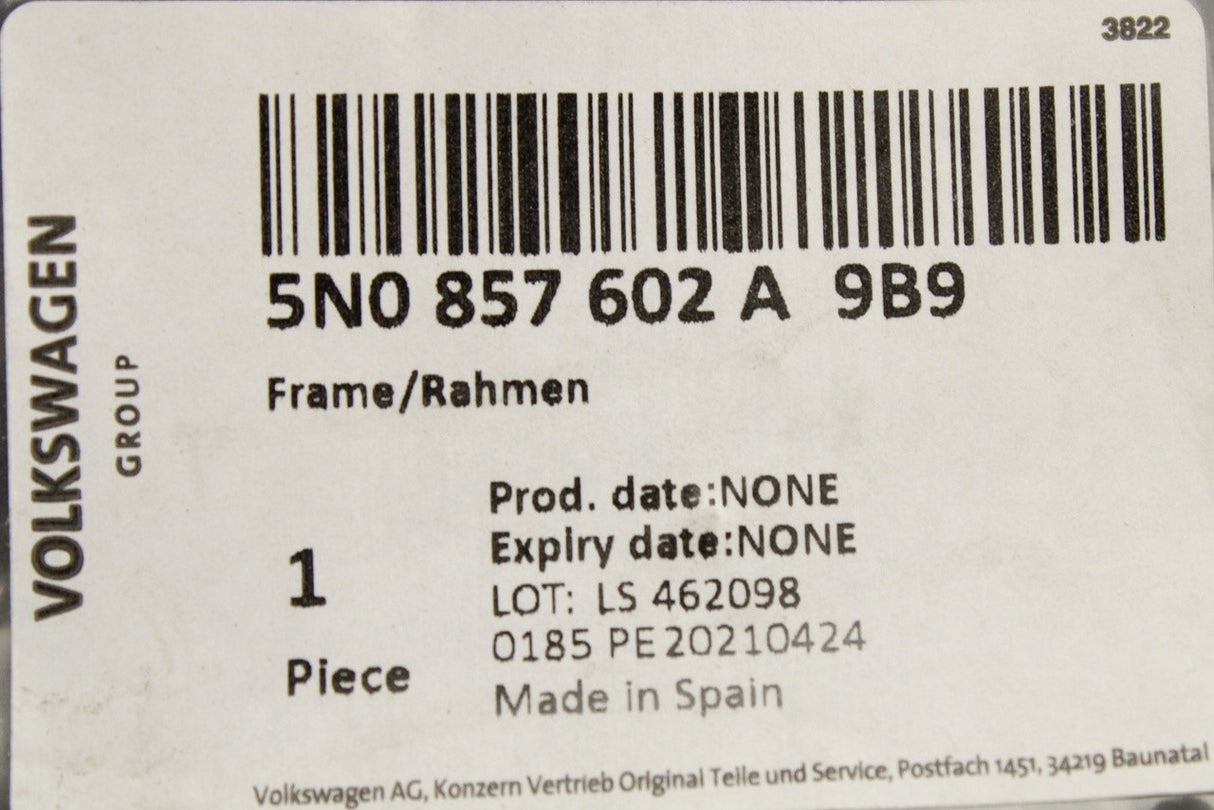 3822
VOLKSWAGEN
GROUP
5N0 857 602 A 9B9
Frame/Rahmen
Prod. date:NONE
Expiry date:NONE
1
LOT: LS 462098
0185 PE20210424
Piece
Made in Spain
Volkswagen AG, Konzern Vertrieb Original Teile und Service, Postfach 1451, 34219 Baunatal